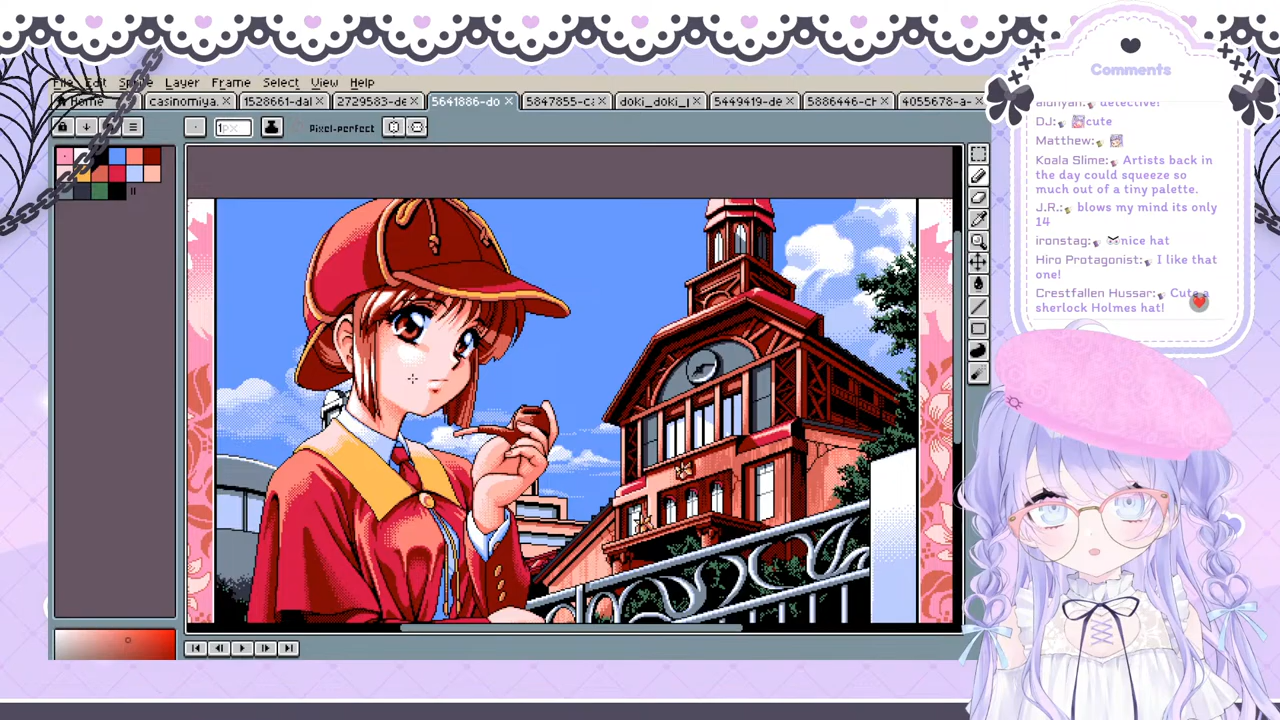 File Edit Sprite Layer Frame Select View Help
Home casinomiya. 1528661-dal 2729583-de 5641886-do 5847855-c doki_doki_ 5449419-de 5886446-ch 4055678-a-
1px Pixel-perfect
Comments
detective!
DJ: cute
Matthew:
Koala Slime: Artists back in
the day could squeeze so
much out of a tiny palette.
J.R.: blows my mind its only
14
ironstag: nice hat
Hiro Protagonist: I like that
one!
Crestfallen Hussar: Cute a
sherlock Holmes hat!